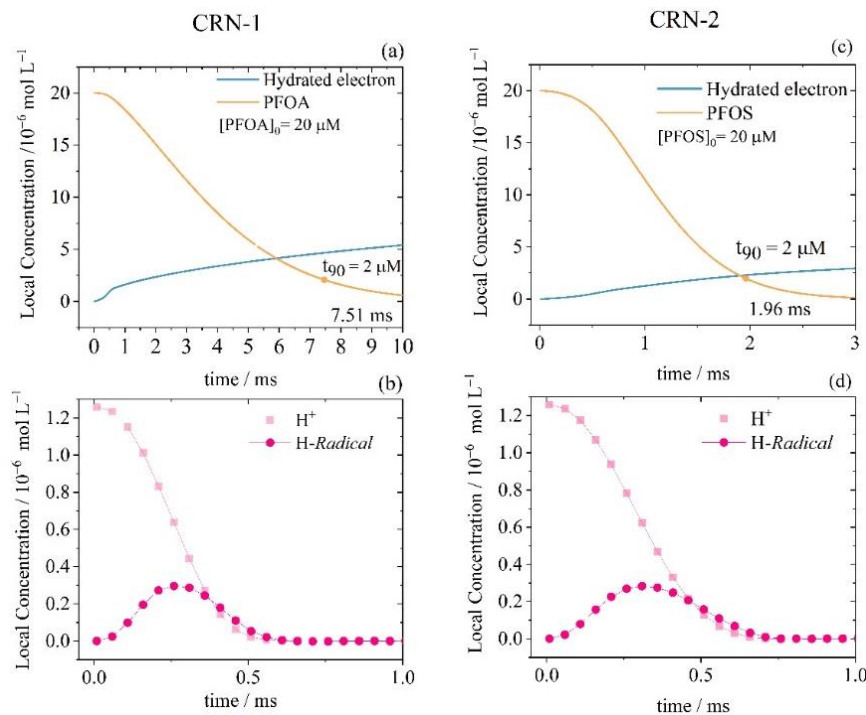 CRN-1
CRN-2
(a)
Hydrated electron
PFOA
[PFOA]₀= 20 μM
t₉₀ = 2 μM
7.51 ms
20
15
10
5
0
Local Concentration /10⁻⁶ mol L⁻¹
0 1 2 3 4 5 6 7 8 9 10
time / ms
(c)
Hydrated electron
PFOS
[PFOS]₀= 20 μM
t₉₀ = 2 μM
1.96 ms
20
15
10
5
0
Local Concentration /10⁻⁶ mol L⁻¹
0 1 2 3
time / ms
(b)
H⁺
H-Radical
1.2
1.0
0.8
0.6
0.4
0.2
0.0
Local Concentration / 10⁻⁶ mol L⁻¹
0.0 0.5 1.0
time / ms
(d)
H⁺
H-Radical
1.2
1.0
0.8
0.6
0.4
0.2
0.0
Local Concentration / 10⁻⁶ mol L⁻¹
0.0 0.5 1.0
time / ms